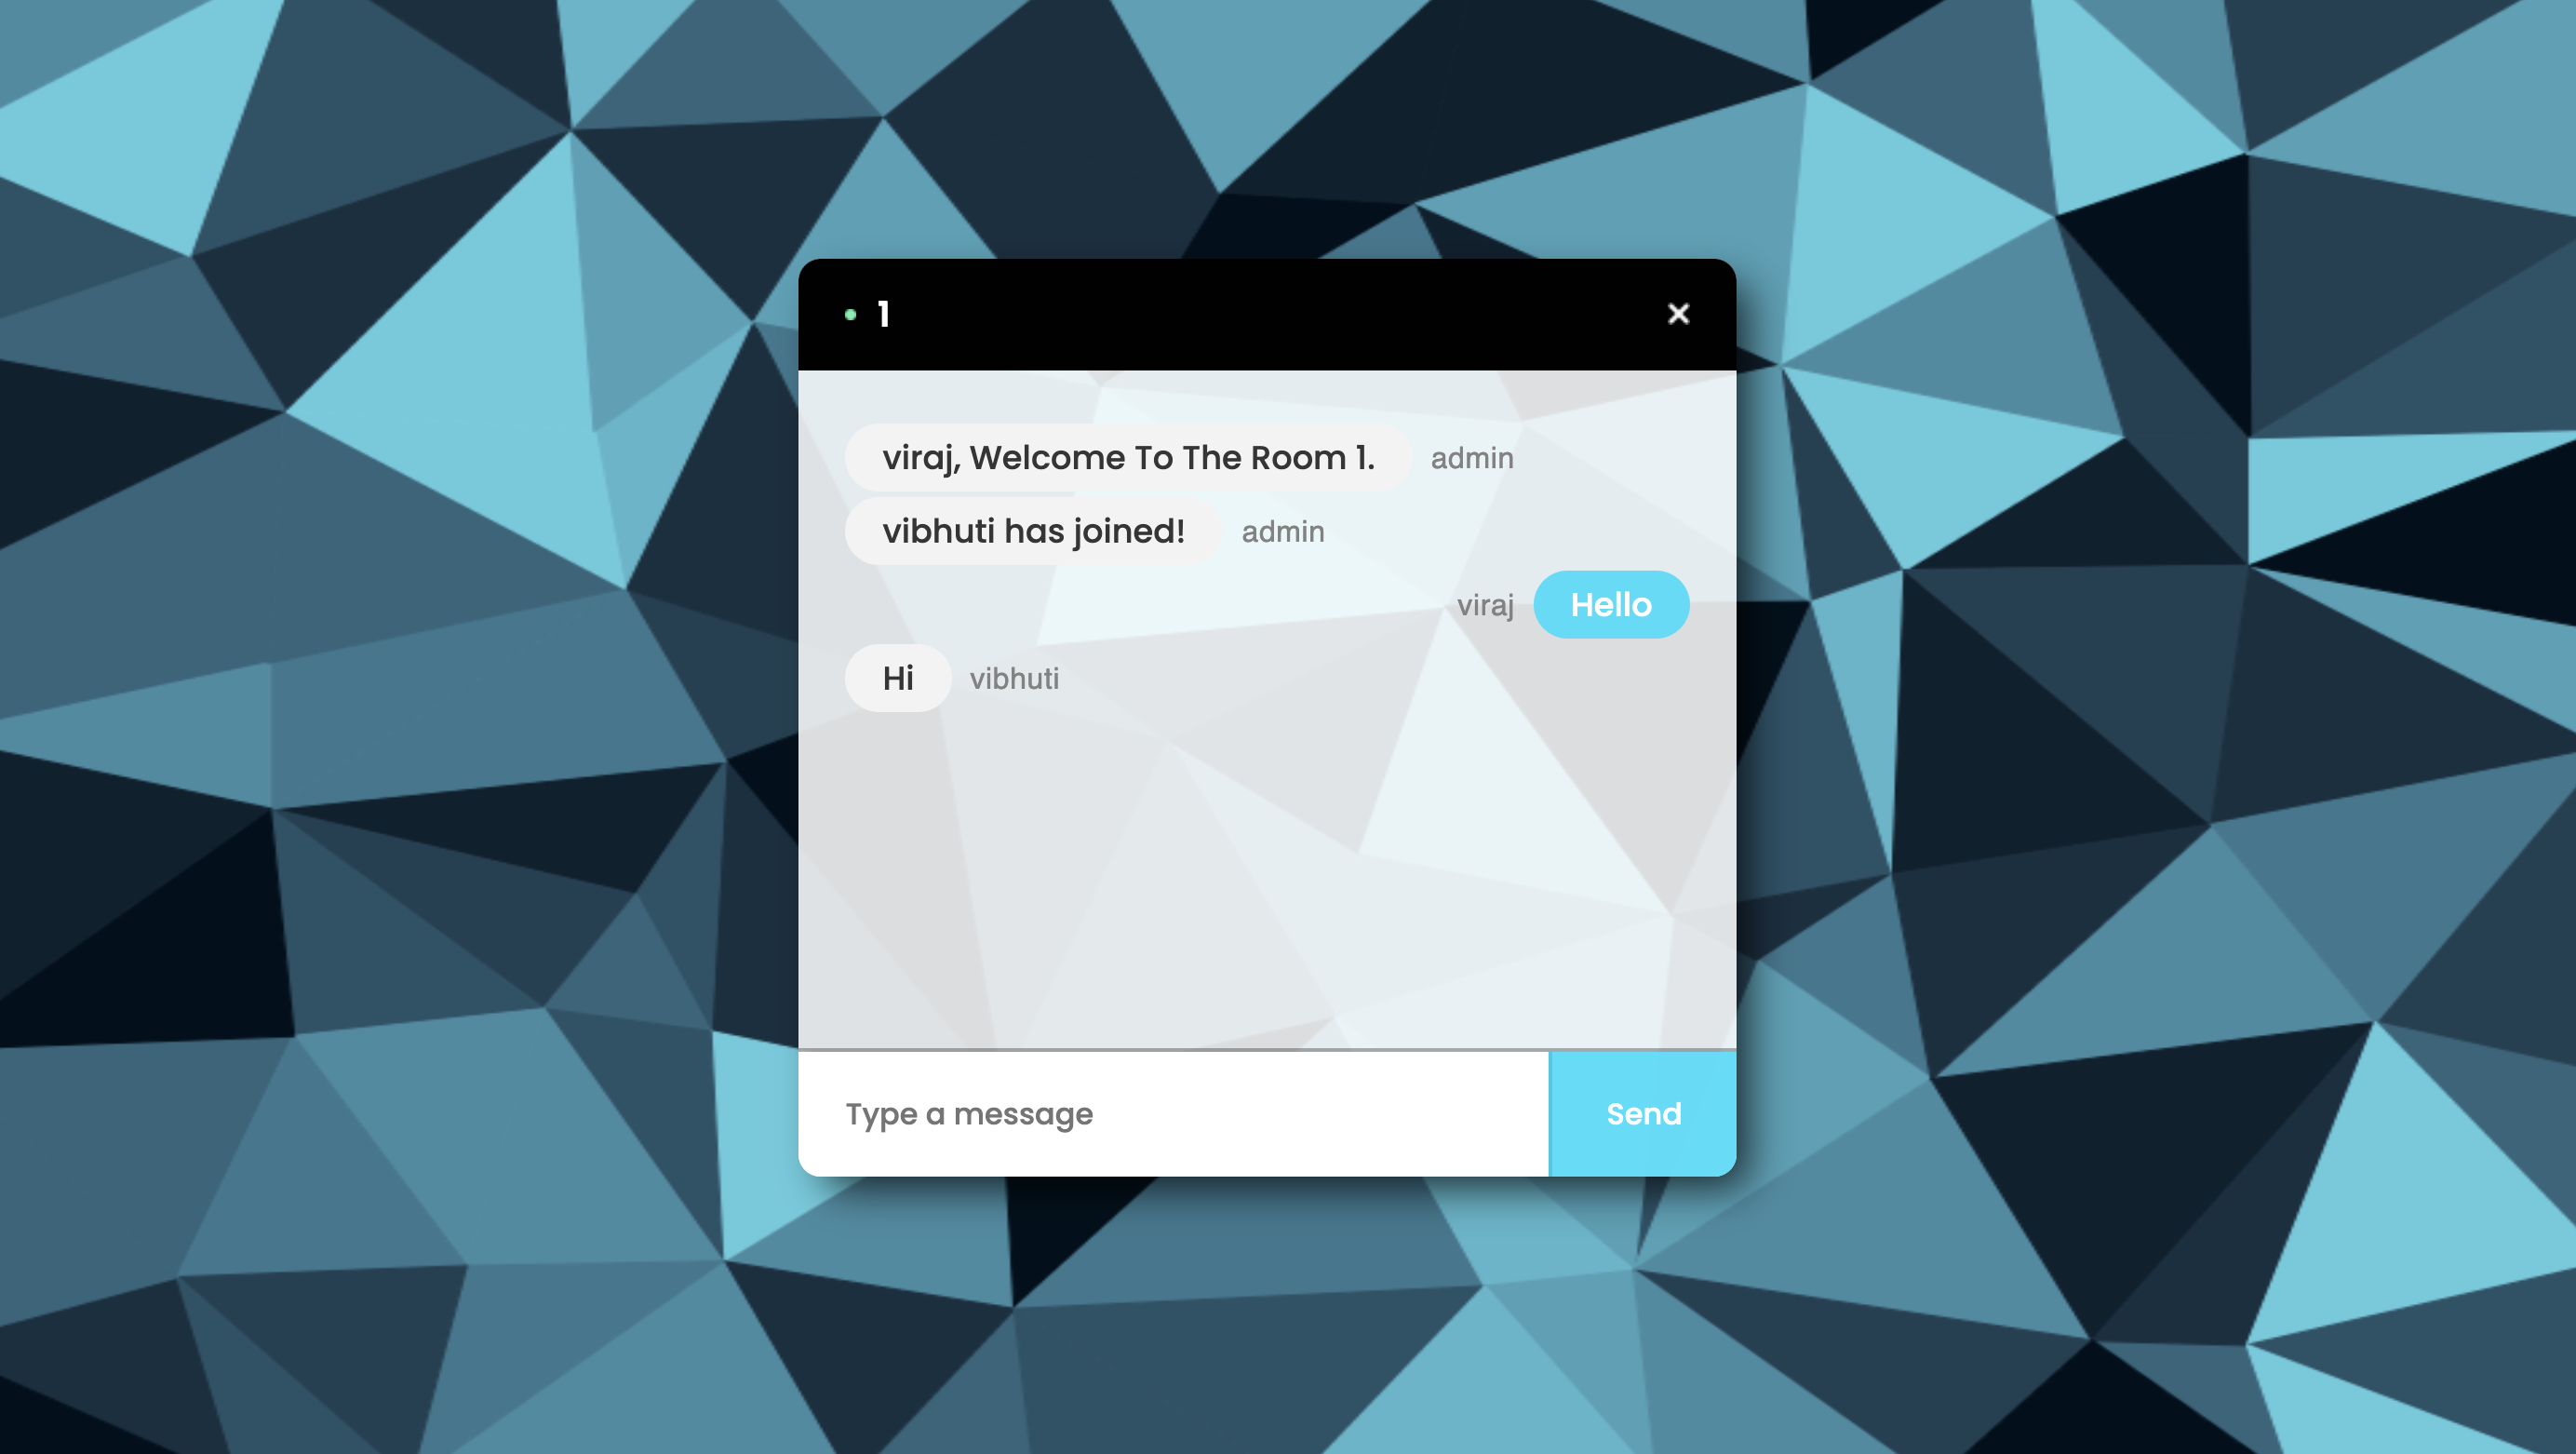 1
viraj, Welcome To The Room 1. admin
vibhuti has joined! admin
viraj Hello
Hi vibhuti
Type a message Send